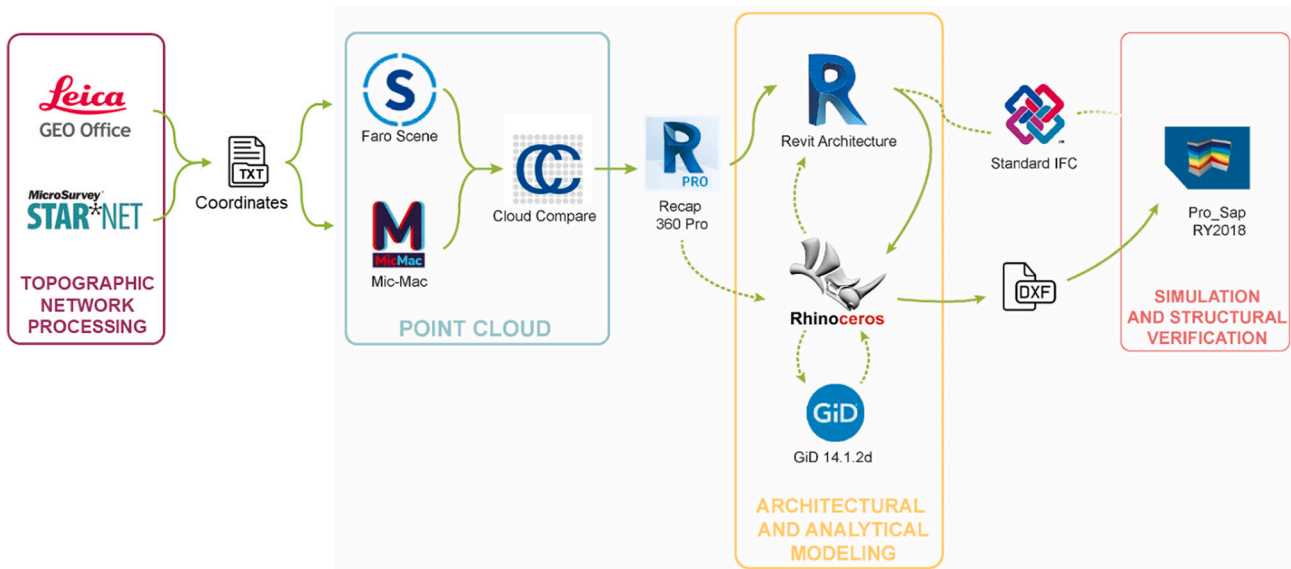 Leica
GEO Office
MicroSurvey
STAR*NET
TOPOGRAPHIC
NETWORK
PROCESSING
TXT
Coordinates
S
Faro Scene
M
MicMac
Mic-Mac
CC
Cloud Compare
POINT CLOUD
R
PRO
Recap
360 Pro
R
Revit Architecture
Rhinoceros
GiD
GiD 14.1.2d
ARCHITECTURAL
AND ANALYTICAL
MODELING
TM
Standard IFC
DXF
Pro_Sap
RY2018
SIMULATION
AND STRUCTURAL
VERIFICATION